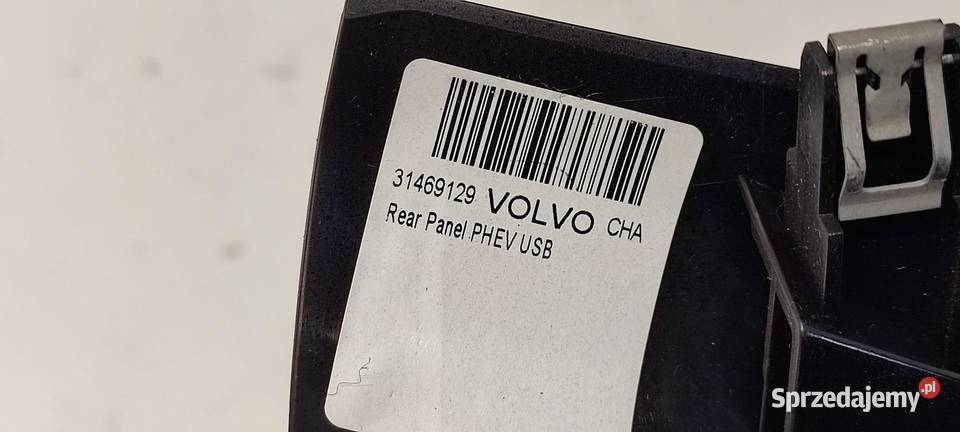 31469129 VOLVO CHA
Rear Panel PHEV USB
Sprzedajemy.pl